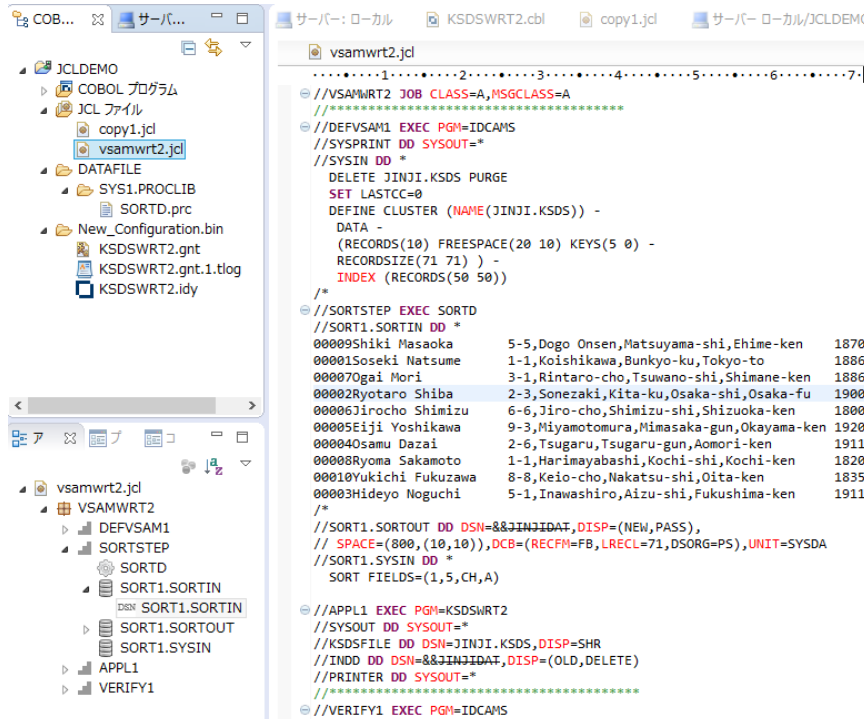 COB...
サーバ...
JCLDEMO
COBOL プログラム
JCL ファイル
copy1.jcl
vsamwrt2.jcl
DATAFILE
SYS1.PROCLIB
SORTD.prc
New_Configuration.bin
KSDSWRT2.gnt
KSDSWRT2.gnt.1.tlog
KSDSWRT2.idy
ア
プ
コ
vsamwrt2.jcl
VSAMWRT2
DEFVSAM1
SORTSTEP
SORTD
SORT1.SORTIN
DSN SORT1.SORTIN
SORT1.SORTOUT
SORT1.SYSIN
APPL1
VERIFY1
サーバー: ローカル
KSDSWRT2.cbl
copy1.jcl
サーバー ローカル/JCLDEMO
vsamwrt2.jcl
····•····1····•····2····•····3····•····4····•····5····•····6····•····7·
//VSAMWRT2 JOB CLASS=A,MSGCLASS=A
//**************************************
//DEFVSAM1 EXEC PGM=IDCAMS
//SYSPRINT DD SYSOUT=*
//SYSIN DD *
DELETE JINJI.KSDS PURGE
SET LASTCC=0
DEFINE CLUSTER (NAME(JINJI.KSDS)) -
DATA -
(RECORDS(10) FREESPACE(20 10) KEYS(5 0) -
RECORDSIZE(71 71) ) -
INDEX (RECORDS(50 50))
/*
//SORTSTEP EXEC SORTD
//SORT1.SORTIN DD *
00009Shiki Masaoka 5-5,Dogo Onsen,Matsuyama-shi,Ehime-ken 1870
00001Soseki Natsume 1-1,Koishikawa,Bunkyo-ku,Tokyo-to 1886
00007Ogai Mori 3-1,Rintaro-cho,Tsuwano-shi,Shimane-ken 1886
00002Ryotaro Shiba 2-3,Sonezaki,Kita-ku,Osaka-shi,Osaka-fu 1900
00006Jirocho Shimizu 6-6,Jiro-cho,Shimizu-shi,Shizuoka-ken 1800
00005Eiji Yoshikawa 9-3,Miyamotomura,Mimasaka-gun,Okayama-ken 1920
00004Osamu Dazai 2-6,Tsugaru,Tsugaru-gun,Aomori-ken 1911
00008Ryoma Sakamoto 1-1,Harimayabashi,Kochi-shi,Kochi-ken 1820
00010Yukichi Fukuzawa 8-8,Keio-cho,Nakatsu-shi,Oita-ken 1835
00003Hideyo Noguchi 5-1,Inawashiro,Aizu-shi,Fukushima-ken 1911
/*
//SORT1.SORTOUT DD DSN=&&JINJIDAT,DISP=(NEW,PASS),
// SPACE=(800,(10,10)),DCB=(RECFM=FB,LRECL=71,DSORG=PS),UNIT=SYSDA
//SORT1.SYSIN DD *
SORT FIELDS=(1,5,CH,A)
//APPL1 EXEC PGM=KSDSWRT2
//SYSOUT DD SYSOUT=*
//KSDSFILE DD DSN=JINJI.KSDS,DISP=SHR
//INDD DD DSN=&&JINJIDAT,DISP=(OLD,DELETE)
//PRINTER DD SYSOUT=*
//****************************************
//VERIFY1 EXEC PGM=IDCAMS